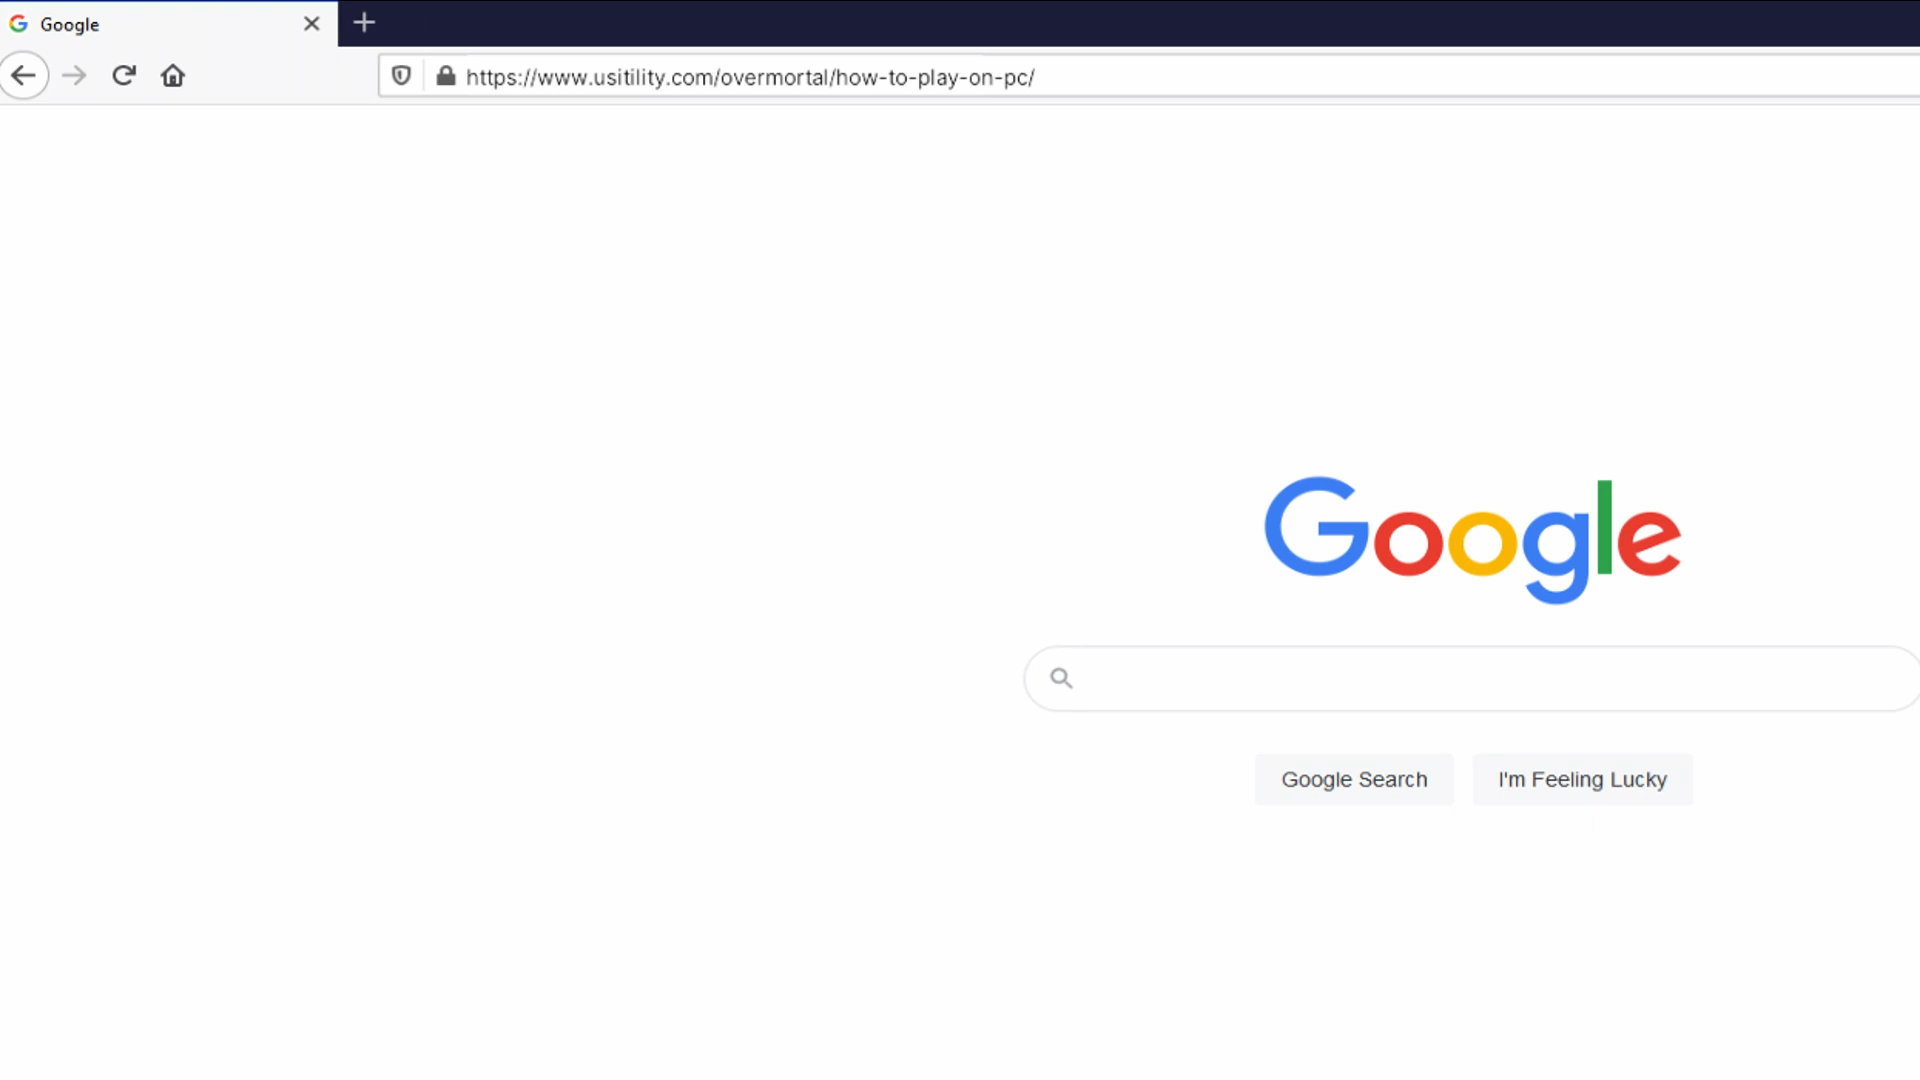 Google
https://www.usitility.com/overmortal/how-to-play-on-pc/
Google
Google Search
I'm Feeling Lucky